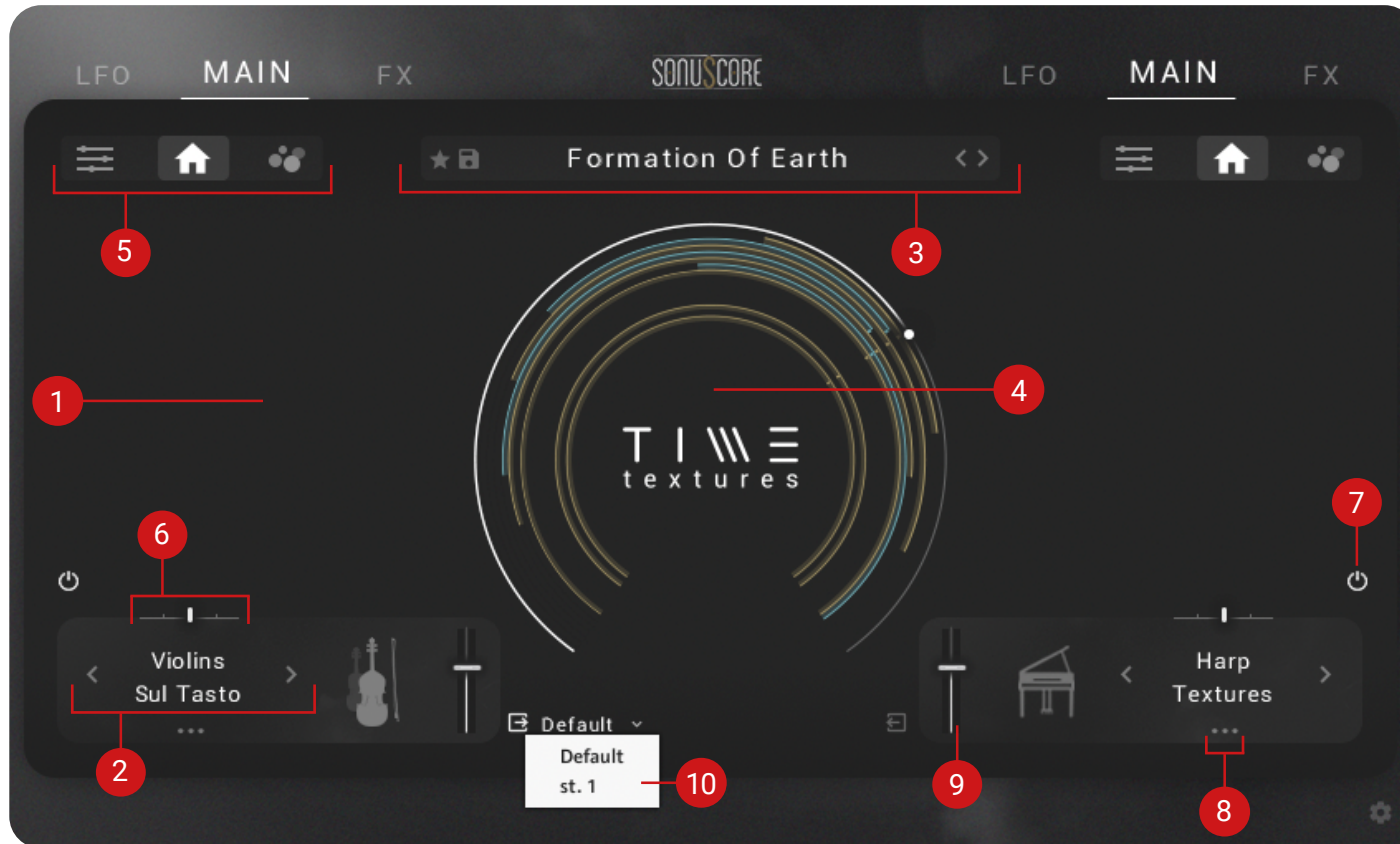 LFO MAIN FX SONUSCORE LFO MAIN FX
Formation Of Earth
5
3
1
4
TIME
textures
7
6
Violins
Sul Tasto
Harp
Textures
Default
Default
st. 1
2
10
9
8